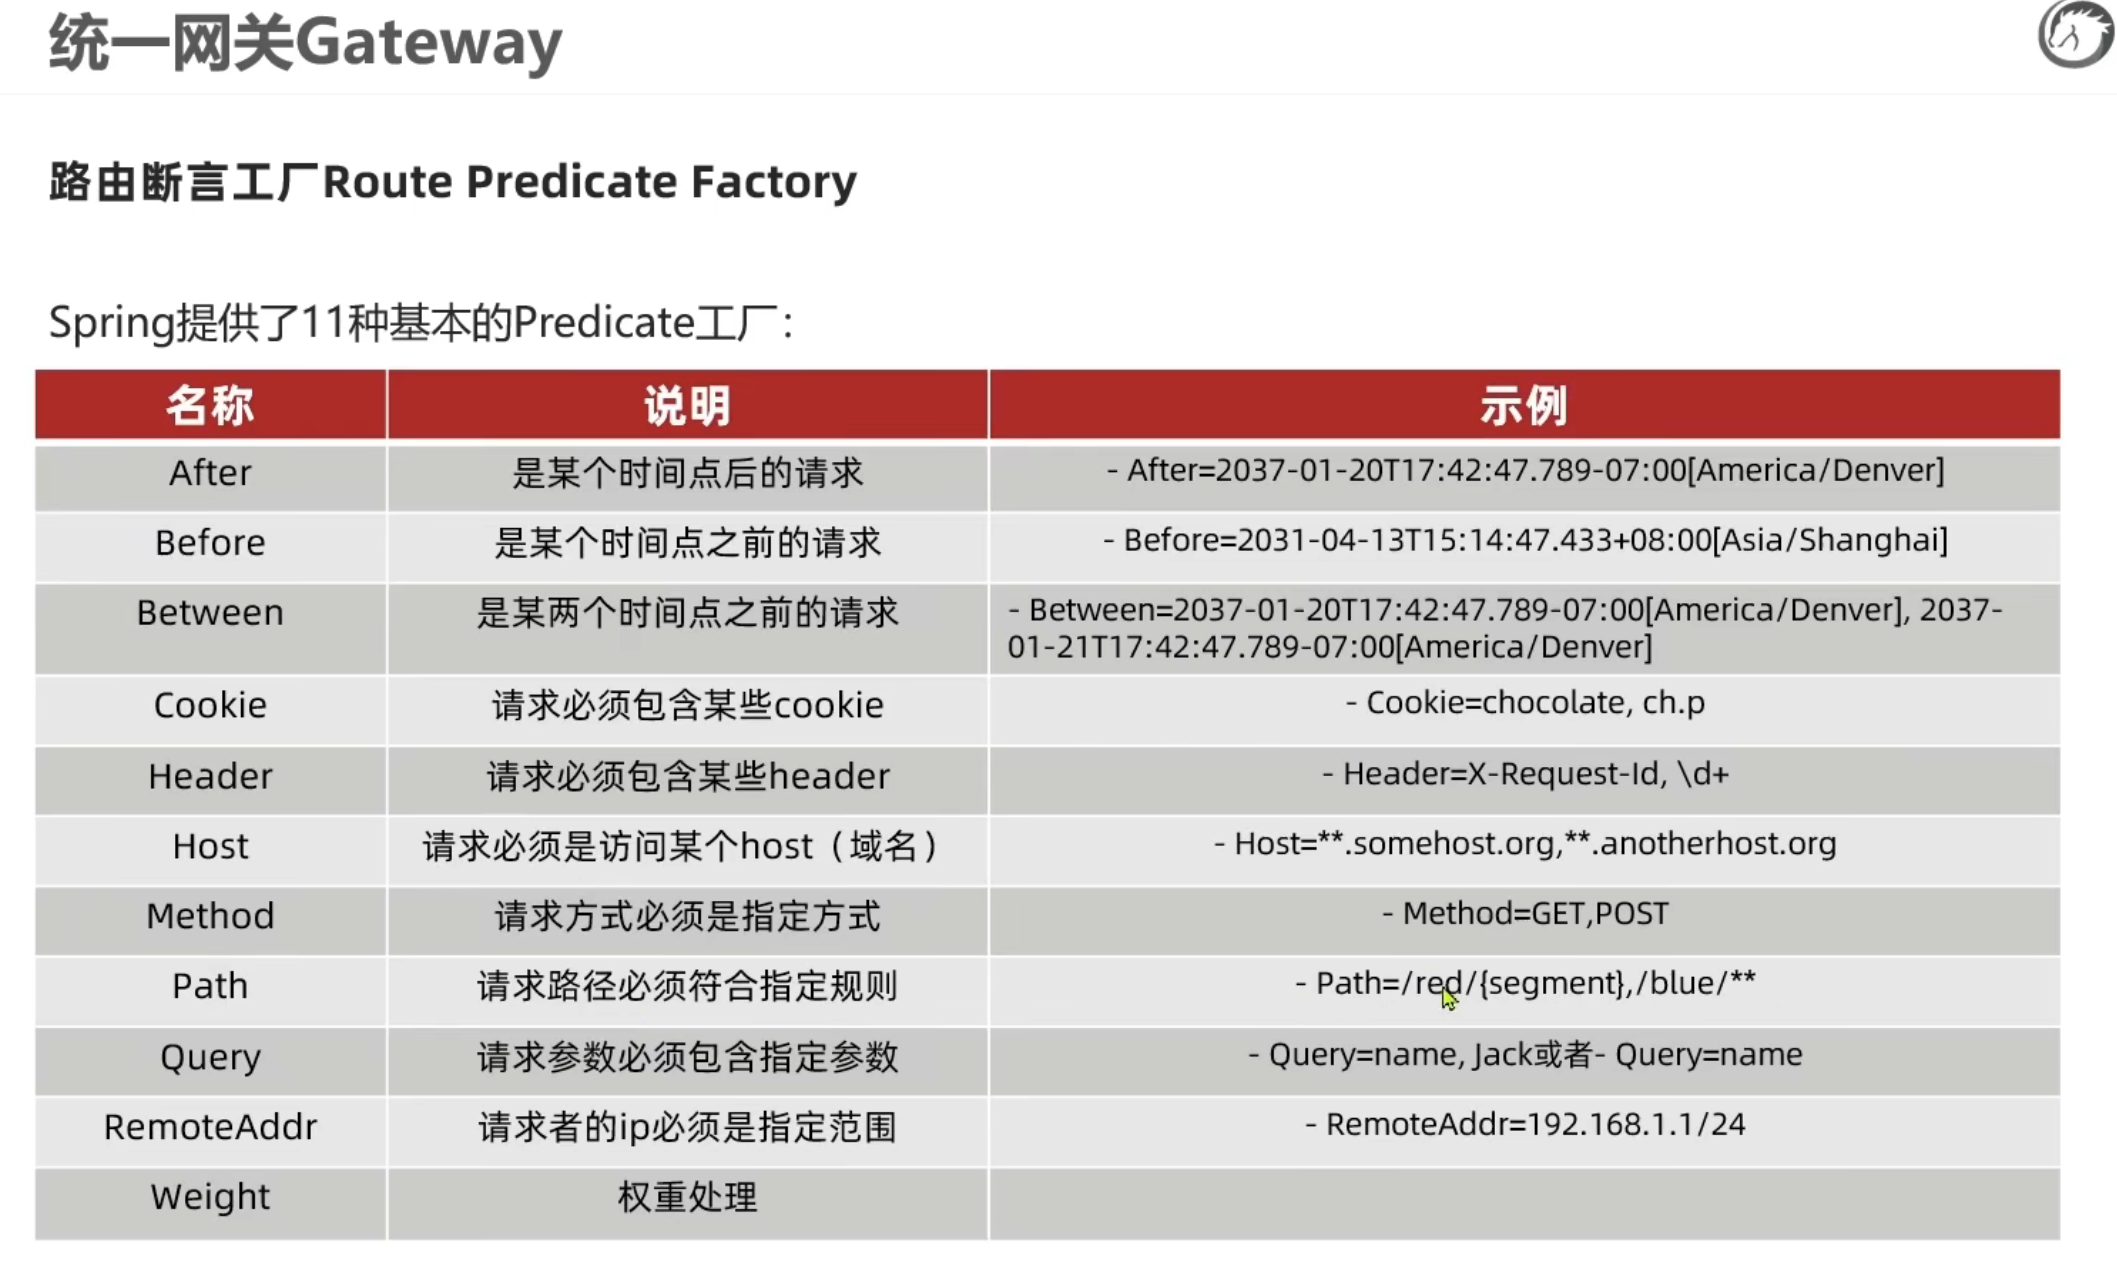 统一网关Gateway
路由断言工厂Route Predicate Factory
Spring提供了11种基本的Predicate工厂：
名称 说明 示例
After 是某个时间点后的请求 - After=2037-01-20T17:42:47.789-07:00[America/Denver]
Before 是某个时间点之前的请求 - Before=2031-04-13T15:14:47.433+08:00[Asia/Shanghai]
Between 是某两个时间点之前的请求 - Between=2037-01-20T17:42:47.789-07:00[America/Denver], 2037-
01-21T17:42:47.789-07:00[America/Denver]
Cookie 请求必须包含某些cookie - Cookie=chocolate, ch.p
Header 请求必须包含某些header - Header=X-Request-Id, \d+
Host 请求必须是访问某个host（域名） - Host=**.somehost.org,**.anotherhost.org
Method 请求方式必须是指定方式 - Method=GET,POST
Path 请求路径必须符合指定规则 - Path=/red/{segment},/blue/**
Query 请求参数必须包含指定参数 - Query=name, Jack或者- Query=name
RemoteAddr 请求者的ip必须是指定范围 - RemoteAddr=192.168.1.1/24
Weight 权重处理